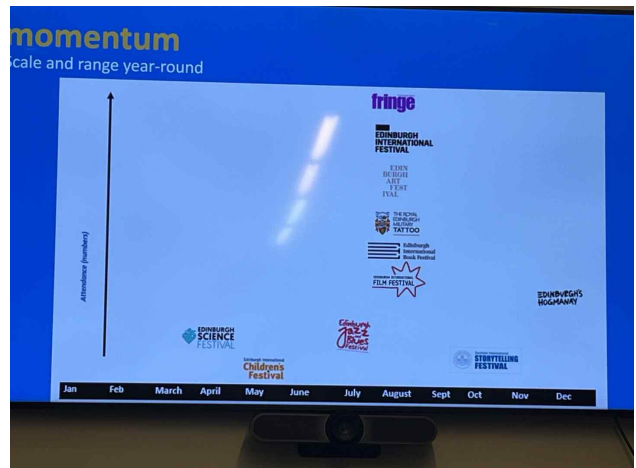 momentum
Scale and range year-round
fringe
EDINBURGH
INTERNATIONAL
FESTIVAL
EDIN
BURGH
ART
FEST
IVAL
THE ROYAL
EDINBURGH
MILITARY
TATTOO
Edinburgh
International
Book Festival
EDINBURGH INTERNATIONAL
FILM FESTIVAL
Attendance (numbers)
EDINBURGH'S
HOGMANAY
EDINBURGH
SCIENCE
FESTIVAL
Edinburgh
Jazz
Blues
Festival
Edinburgh International
Children's
Festival
STORYTELLING
FESTIVAL
Jan Feb March April May June July August Sept Oct Nov Dec